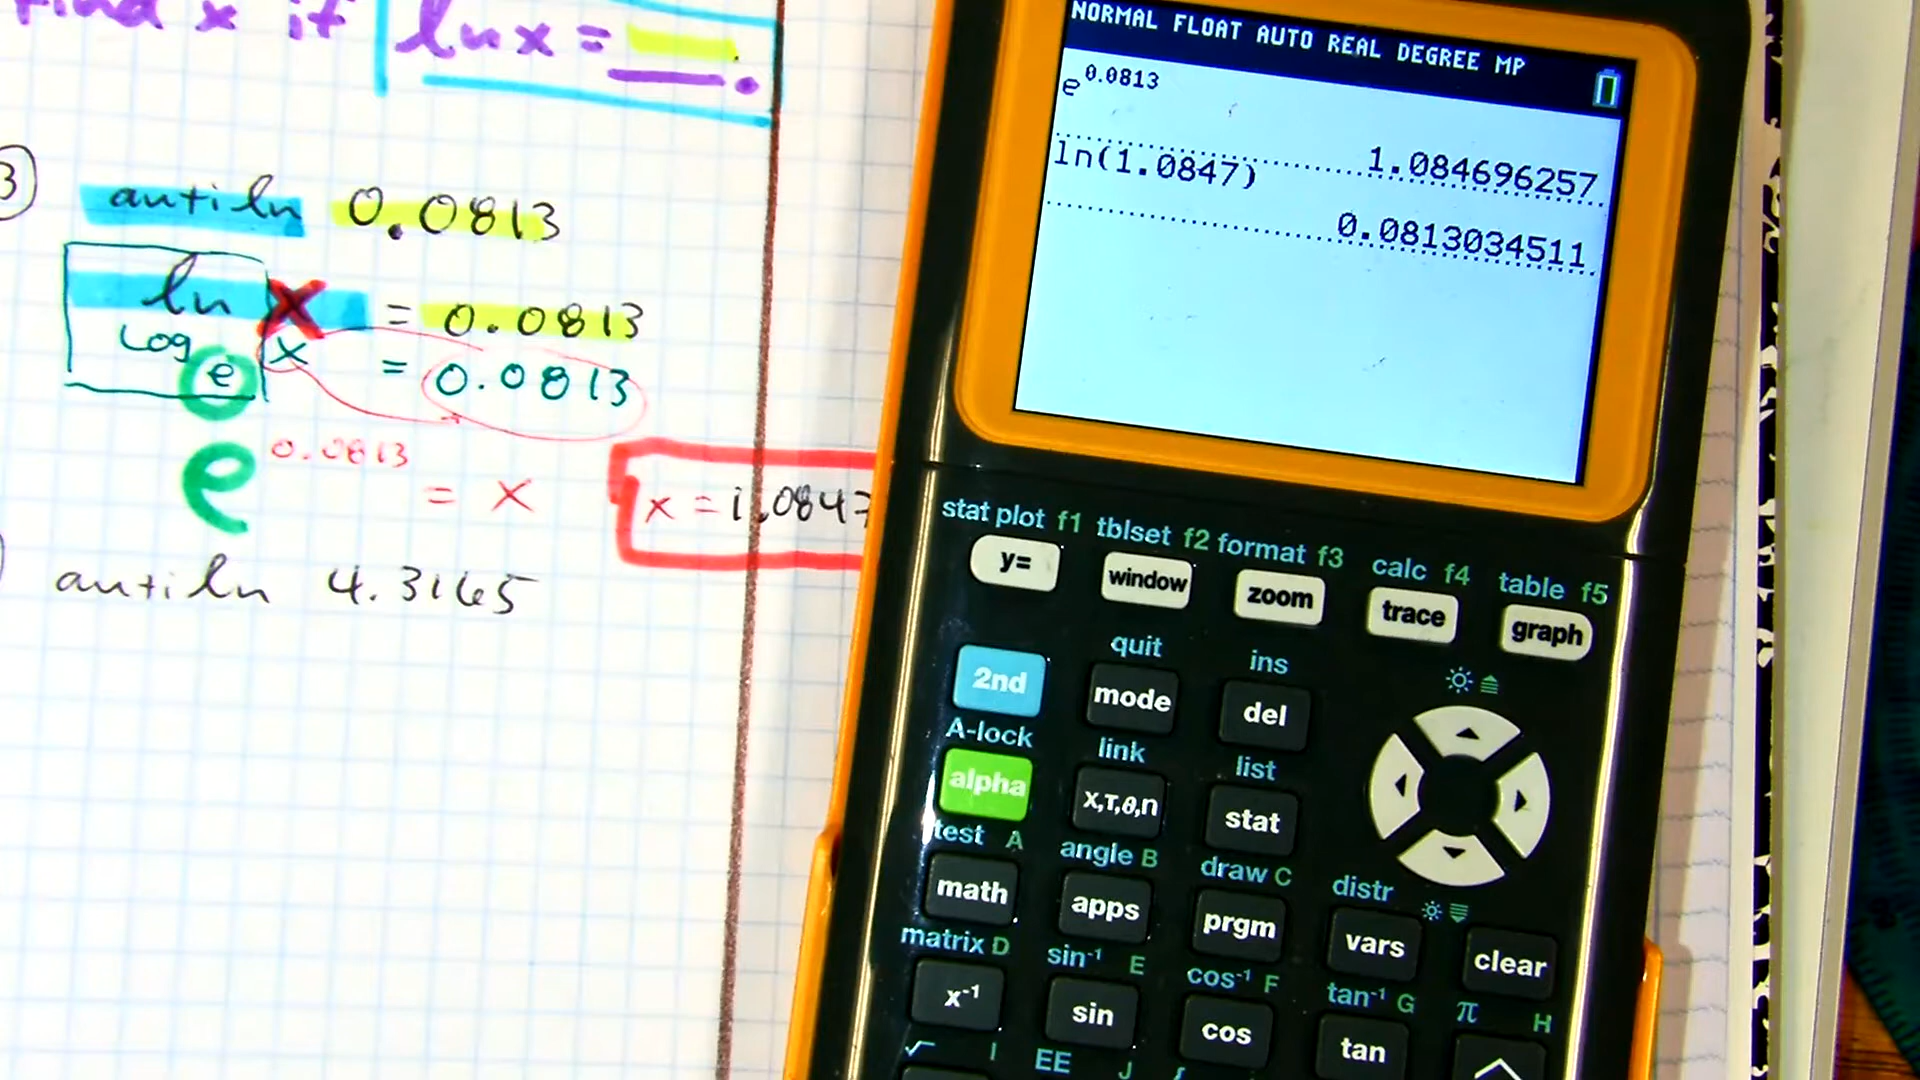 find x if ln x = .
3
antiln 0.0813
ln x = 0.0813
log e x = 0.0813
e 0.0813 = x
x = 1.0847
antiln 4.3165
NORMAL FLOAT AUTO REAL DEGREE MP
e^0.0813
1.084696257
ln(1.0847)
0.0813034511
stat plot f1 tblset f2 format f3 calc f4 table f5
y= window zoom trace graph
quit ins
2nd mode del
A-lock link list
alpha X,T,θ,n stat
test A angle B draw C distr
math apps prgm vars clear
matrix D sin-1 E cos-1 F tan-1 G π H
x-1 sin cos tan ^
√ I EE J {